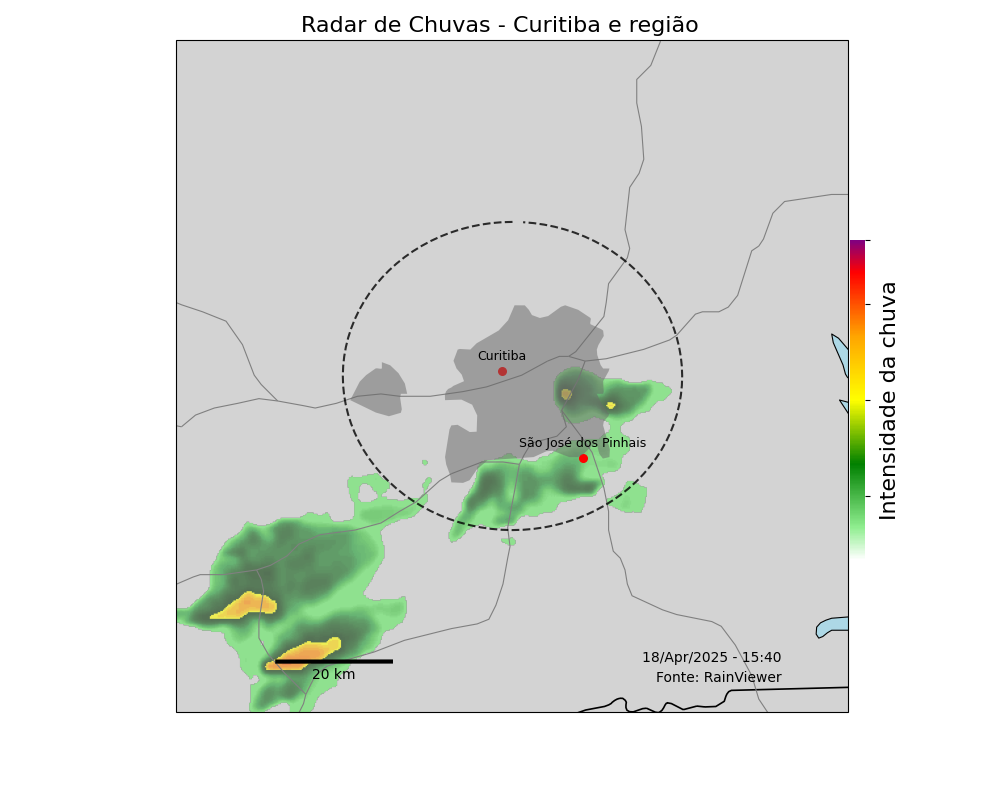 Radar de Chuvas - Curitiba e região
Curitiba
São José dos Pinhais
Intensidade da chuva
18/Apr/2025 - 15:40
Fonte: RainViewer
20 km